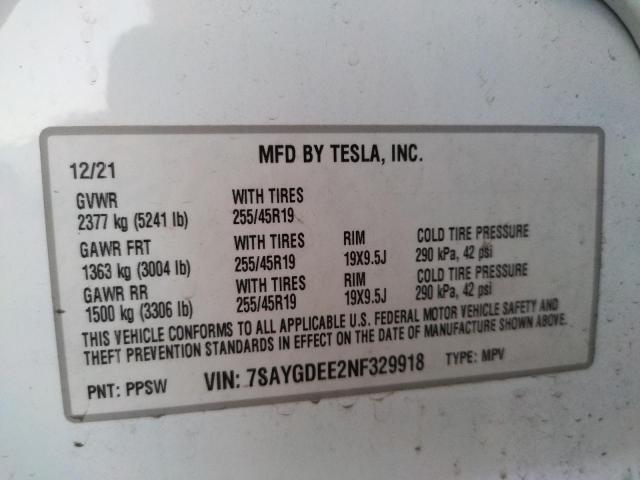 MFD BY TESLA, INC.
12/21
GVWR WITH TIRES
2377 kg (5241 lb) 255/45R19
GAWR FRT WITH TIRES RIM COLD TIRE PRESSURE
1363 kg (3004 lb) 255/45R19 19X9.5J 290 kPa, 42 psi
GAWR RR WITH TIRES RIM COLD TIRE PRESSURE
1500 kg (3306 lb) 255/45R19 19X9.5J 290 kPa, 42 psi
THIS VEHICLE CONFORMS TO ALL APPLICABLE U.S. FEDERAL MOTOR VEHICLE SAFETY AND
THEFT PREVENTION STANDARDS IN EFFECT ON THE DATE OF MANUFACTURE SHOWN ABOVE.
PNT: PPSW VIN: 7SAYGDEE2NF329918 TYPE: MPV